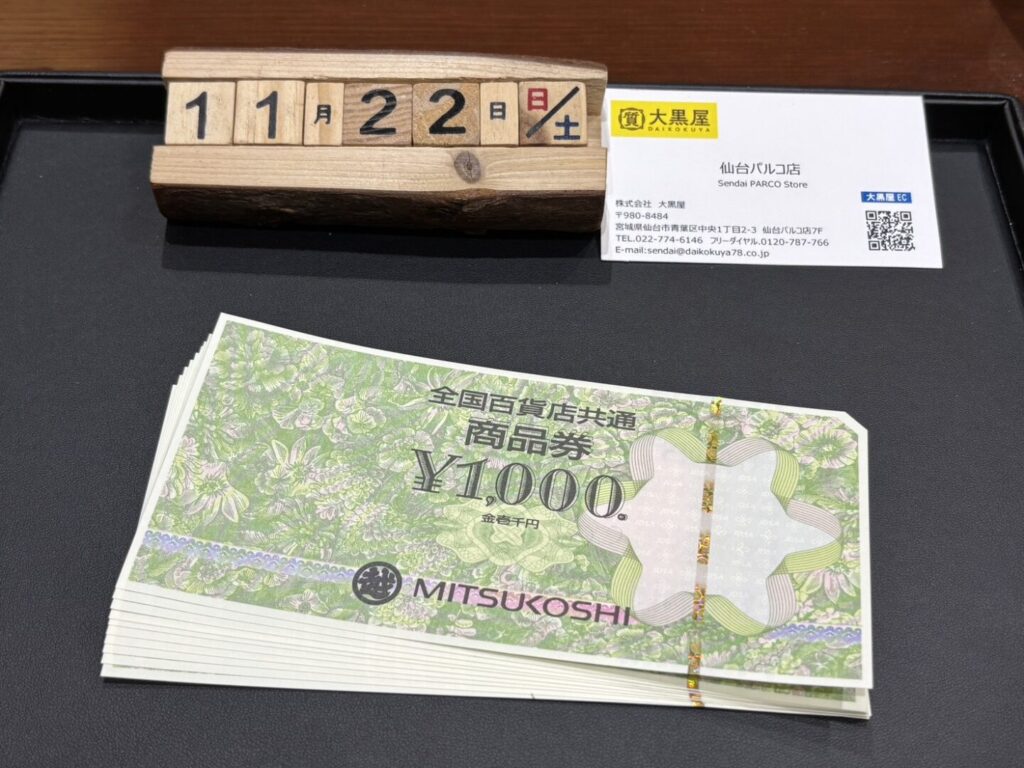 11月22日 日/土
質 大黒屋
DAIKOKUYA
仙台パルコ店
Sendai PARCO Store
大黒屋 EC
株式会社 大黒屋
〒980-8484
宮城県仙台市青葉区中央1丁目2-3 仙台パルコ店7F
TEL.022-774-6146 フリーダイヤル.0120-787-766
E-mail:sendai@daikokuya78.co.jp
全国百貨店共通
商品券
¥1,000.
金壱千円
越 MITSUKOSHI